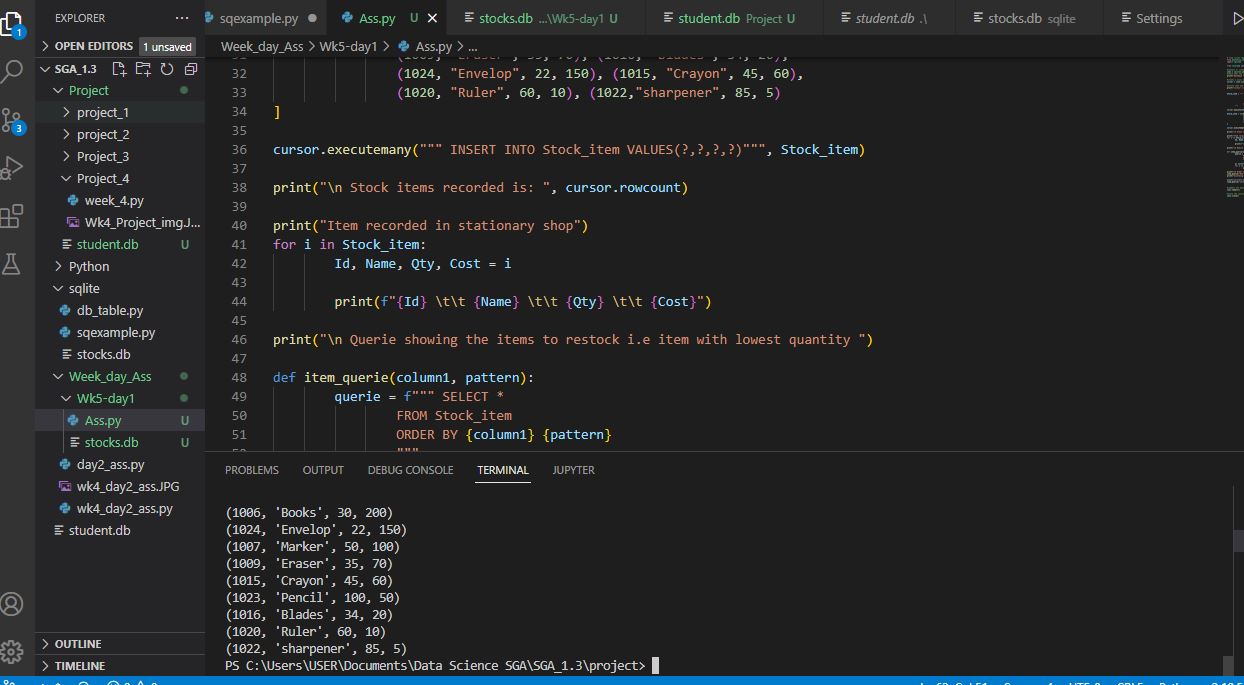 EXPLORER
sqexample.py
Ass.py U
stocks.db ...\Wk5-day1 U
student.db Project U
student.db .\
stocks.db sqlite
Settings
OPEN EDITORS 1 unsaved
Week_day_Ass > Wk5-day1 > Ass.py > ...
SGA_1.3
Project
project_1
project_2
Project_3
Project_4
week_4.py
Wk4_Project_img.J...
student.db U
Python
sqlite
db_table.py
sqexample.py
stocks.db
Week_day_Ass
Wk5-day1
Ass.py U
stocks.db U
day2_ass.py
wk4_day2_ass.JPG
wk4_day2_ass.py
student.db
OUTLINE
TIMELINE
1
3
32 (1024, "Envelop", 22, 150), (1015, "Crayon", 45, 60),
33 (1020, "Ruler", 60, 10), (1022,"sharpener", 85, 5)
34 ]
35
36 cursor.executemany(""" INSERT INTO Stock_item VALUES(?,?,?,?)""", Stock_item)
37
38 print("\n Stock items recorded is: ", cursor.rowcount)
39
40 print("Item recorded in stationary shop")
41 for i in Stock_item:
42 Id, Name, Qty, Cost = i
43
44 print(f"{Id} \t\t {Name} \t\t {Qty} \t\t {Cost}")
45
46 print("\n Querie showing the items to restock i.e item with lowest quantity ")
47
48 def item_querie(column1, pattern):
49 querie = f""" SELECT *
50 FROM Stock_item
51 ORDER BY {column1} {pattern}
PROBLEMS OUTPUT DEBUG CONSOLE TERMINAL JUPYTER
(1006, 'Books', 30, 200)
(1024, 'Envelop', 22, 150)
(1007, 'Marker', 50, 100)
(1009, 'Eraser', 35, 70)
(1015, 'Crayon', 45, 60)
(1023, 'Pencil', 100, 50)
(1016, 'Blades', 34, 20)
(1020, 'Ruler', 60, 10)
(1022, 'sharpener', 85, 5)
PS C:\Users\USER\Documents\Data Science SGA\SGA_1.3\project>